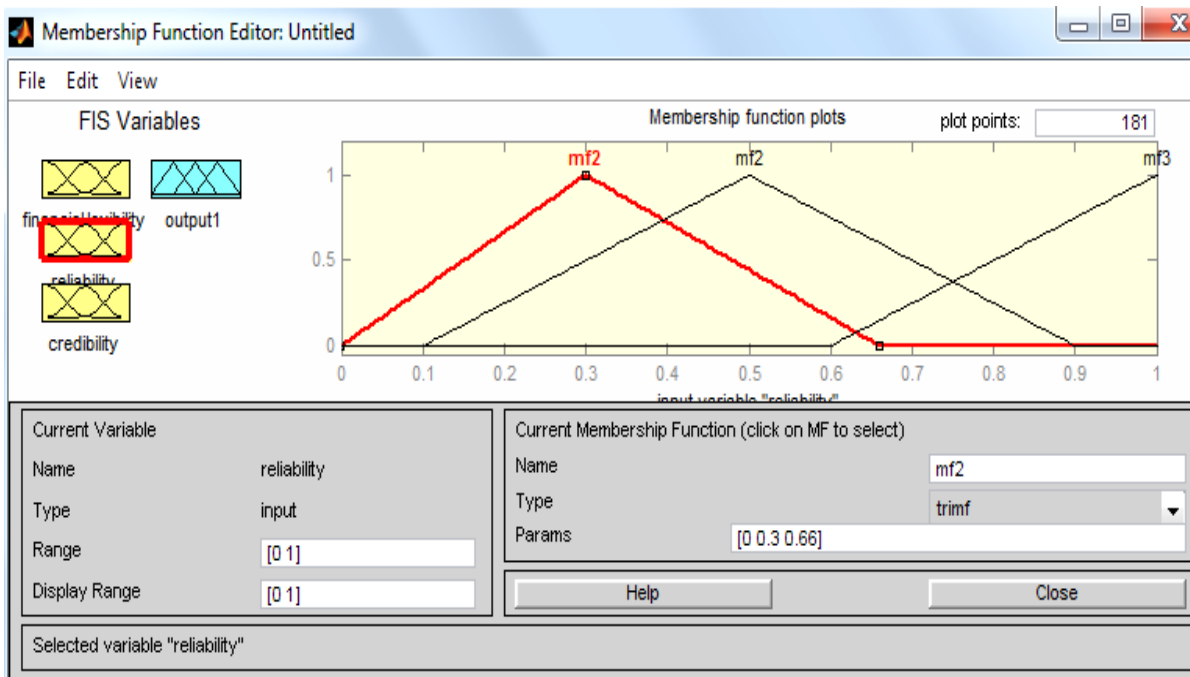 Membership Function Editor: Untitled
File Edit View
FIS Variables
Membership function plots
plot points:
181
output1
reliability
credibility
mf2
mf2
mf3
1
0.5
0
0
0.1
0.2
0.3
0.4
0.5
0.6
0.7
0.8
0.9
1
input variable "reliability"
Current Variable
Name
reliability
Type
input
Range
[0 1]
Display Range
[0 1]
Current Membership Function (click on MF to select)
Name
mf2
Type
trimf
Params
[0 0.3 0.66]
Help
Close
Selected variable "reliability"